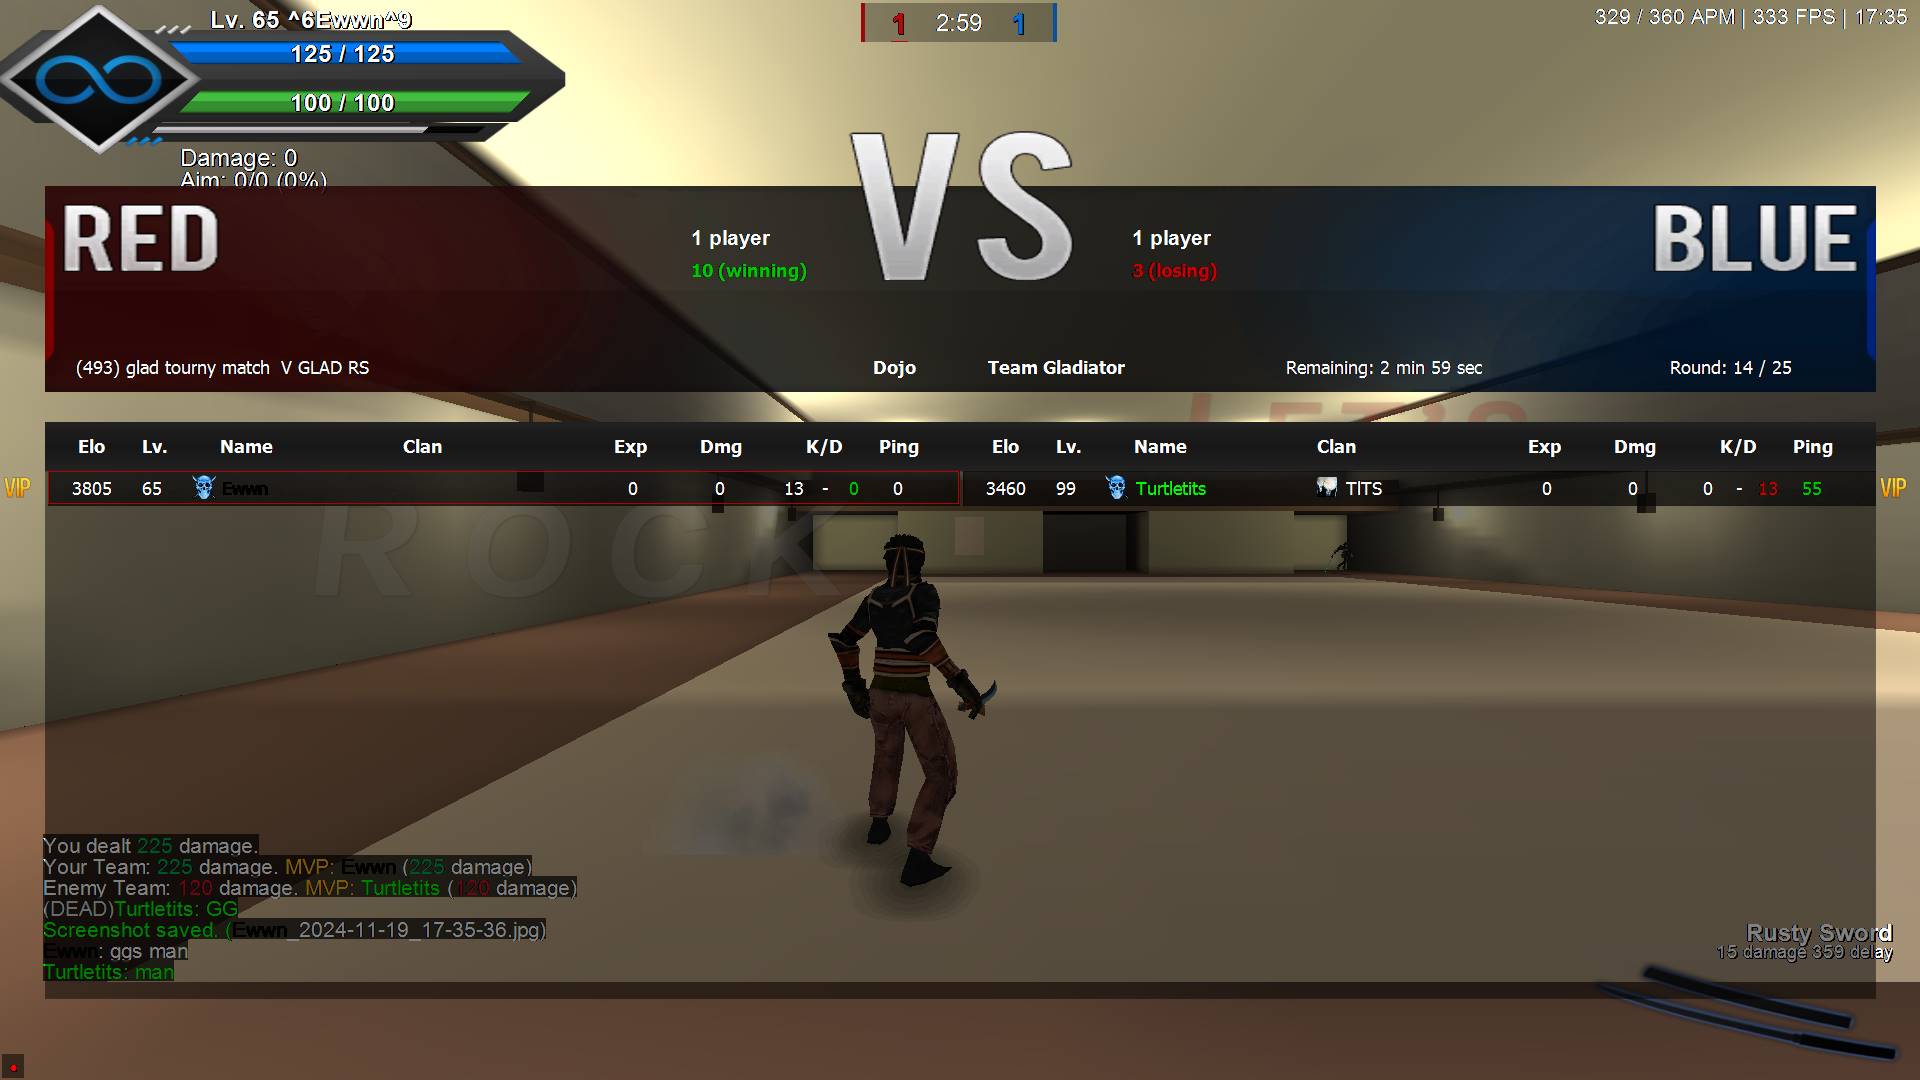 Lv. 65 ^6Ewwn^9
1 2:59 1
329 / 360 APM | 333 FPS | 17:35
125 / 125
100 / 100
Damage: 0
Aim: 0/0 (0%)
VS
RED
BLUE
1 player
1 player
10 (winning)
3 (losing)
(493) glad tourny match V GLAD RS
Dojo
Team Gladiator
Remaining: 2 min 59 sec
Round: 14 / 25
LET'S
Elo Lv. Name Clan Exp Dmg K/D Ping Elo Lv. Name Clan Exp Dmg K/D Ping
VIP 3805 65 Ewwn 0 0 13 - 0 0 3460 99 Turtletits TITS 0 0 0 - 13 55 VIP
ROCK
You dealt 225 damage.
Your Team: 225 damage. MVP: Ewwn (225 damage)
Enemy Team: 120 damage. MVP: Turtletits (120 damage)
(DEAD)Turtletits: GG
Screenshot saved. (Ewwn_2024-11-19_17-35-36.jpg)
Ewwn: ggs man
Turtletits: man
Rusty Sword
15 damage 359 delay